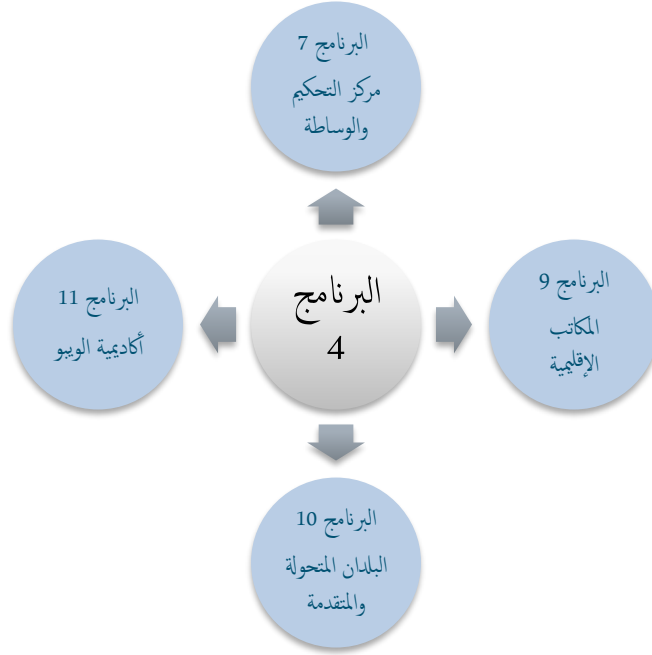 البرنامج 7
مركز التحكيم
والوساطة
البرنامج 9
المكاتب
الإقليمية
البرنامج
4
البرنامج 11
أكاديمية الويبو
البرنامج 10
البلدان المتحولة
والمتقدمة